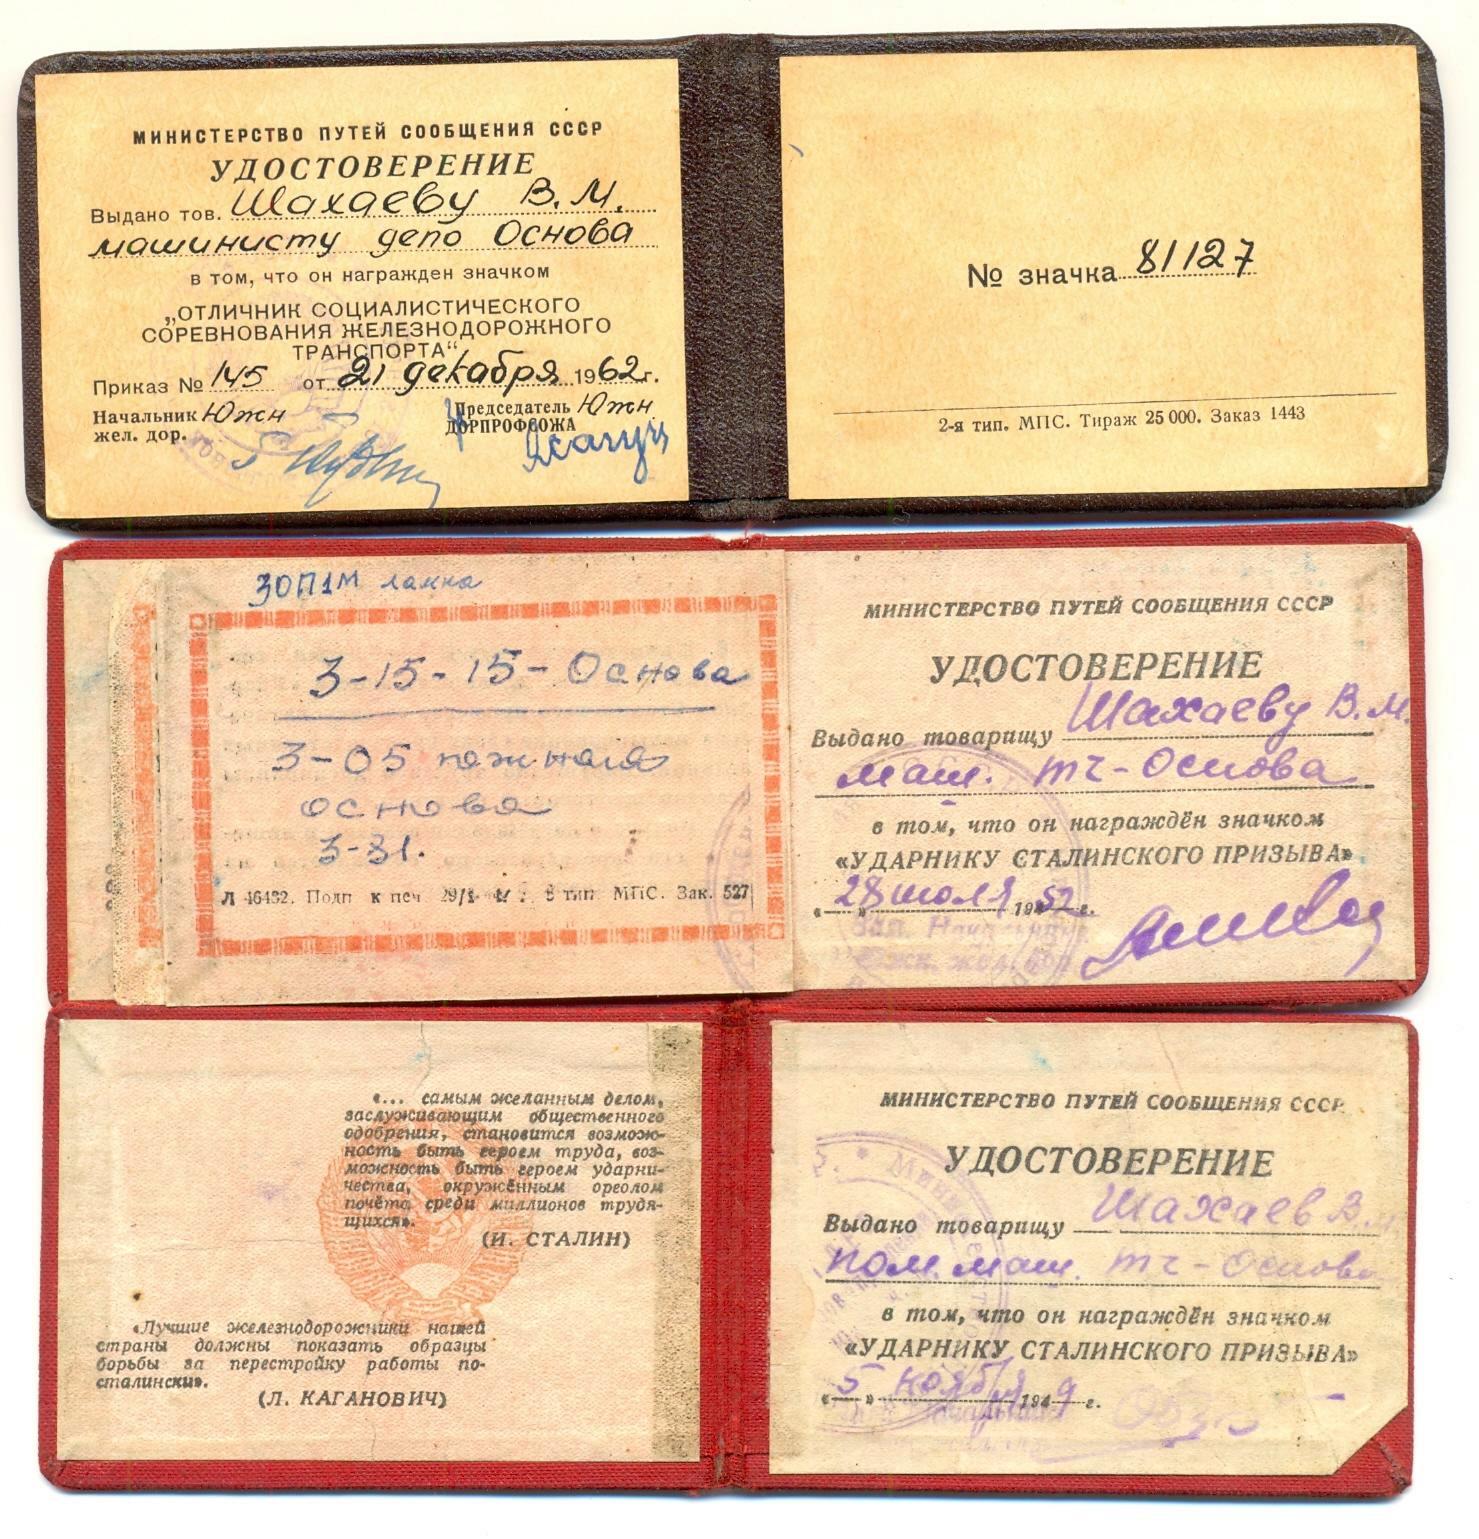 МИНИСТЕРСТВО ПУТЕЙ СООБЩЕНИЯ СССР
УДОСТОВЕРЕНИЕ
Выдано тов. Шахаеву В.М.
машинисту депо Основа
в том, что он награжден значком
„ОТЛИЧНИК СОЦИАЛИСТИЧЕСКОГО
СОРЕВНОВАНИЯ ЖЕЛЕЗНОДОРОЖНОГО
ТРАНСПОРТА“
Приказ № 145 от 21 декабря 1962 г.
Начальник Южн
жел. дор.
Председатель Южн
ДОРПРОФСОЖА
№ значка 81127
2-я тип. МПС. Тираж 25 000. Заказ 1443
ЗОП1М
3-15-15-Основа
3-05
основа
3-31.
Л 46432. Подп к печ тип МПС. Зак. 527
МИНИСТЕРСТВО ПУТЕЙ СООБЩЕНИЯ СССР
УДОСТОВЕРЕНИЕ
Выдано товарищу Шахаеву В.М.
маш. тч-Основа
в том, что он награждён значком
«УДАРНИКУ СТАЛИНСКОГО ПРИЗЫВА»
«28» июля 1952 г.
«... самым желанным делом,
заслуживающим общественного
одобрения, становится возмож-
ность быть героем труда, воз-
можность быть героем ударни-
чества, окружённым ореолом
почёта среди миллионов трудя-
щихся».
(И. СТАЛИН)
«Лучшие железнодорожники нашей
страны должны показать образцы
борьбы за перестройку работы по-
сталински».
(Л. КАГАНОВИЧ)
МИНИСТЕРСТВО ПУТЕЙ СООБЩЕНИЯ СССР
УДОСТОВЕРЕНИЕ
Выдано товарищу Шахаев В.М
пом. маш. тч-Основа
в том, что он награждён значком
«УДАРНИКУ СТАЛИНСКОГО ПРИЗЫВА»
«5» ноября 1949 г.